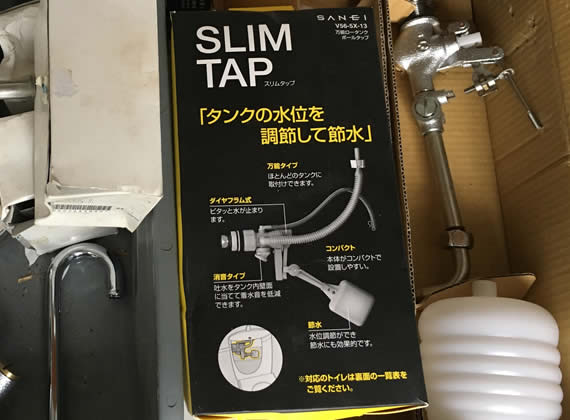 SANEI
V56-5X-13
万能ロータンク
ボールタップ
SLIM
TAP
スリムタップ
「タンクの水位を
調節して節水」
万能タイプ
ほとんどのタンクに
取付けできます。
ダイヤフラム式
ピタッと水が止まり
ます。
コンパクト
本体がコンパクトで
設置しやすい。
消音タイプ
吐水をタンク内壁面
に当てて着水音を低減
できます。
節水
水位調節ができ
節水にも効果的です。
※対応のトイレは裏面の一覧表を
ご覧ください。